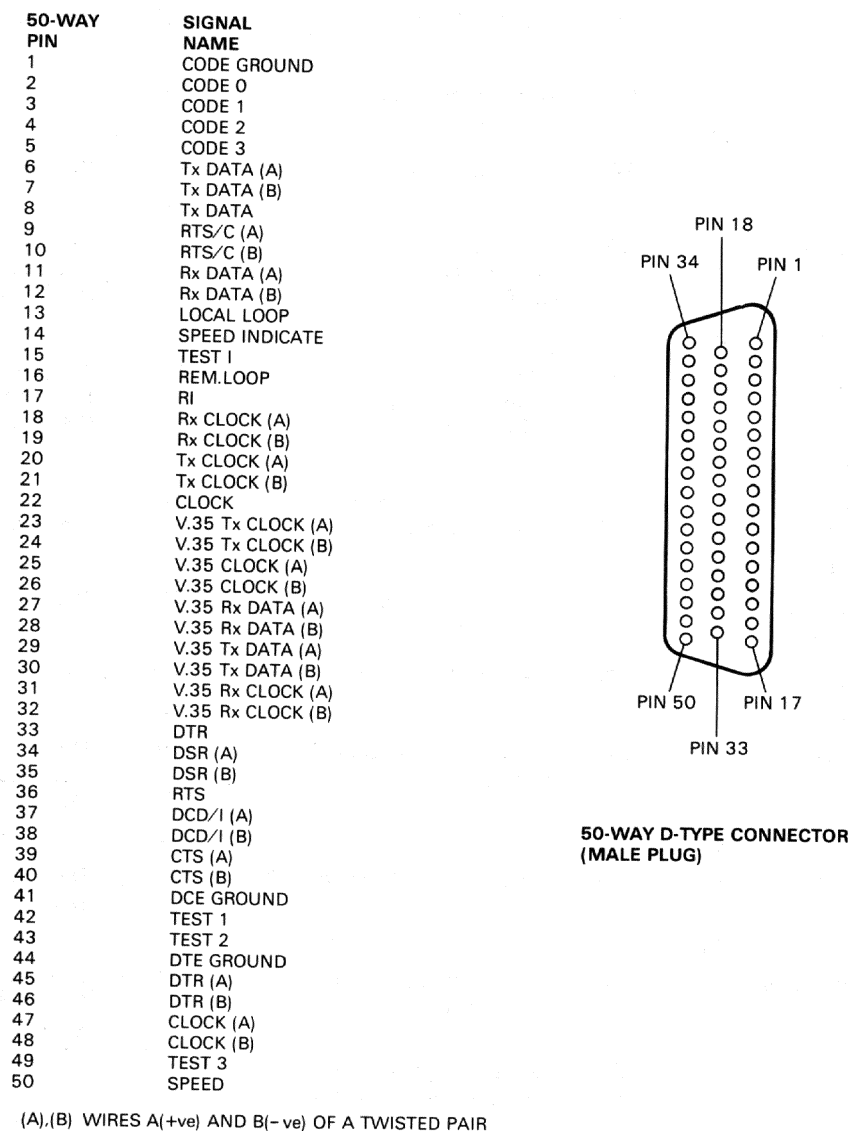 50-WAY PIN SIGNAL NAME
1 CODE GROUND
2 CODE 0
3 CODE 1
4 CODE 2
5 CODE 3
6 Tx DATA (A)
7 Tx DATA (B)
8 Tx DATA
9 RTS/C (A)
10 RTS/C (B)
11 Rx DATA (A)
12 Rx DATA (B)
13 LOCAL LOOP
14 SPEED INDICATE
15 TEST I
16 REM.LOOP
17 RI
18 Rx CLOCK (A)
19 Rx CLOCK (B)
20 Tx CLOCK (A)
21 Tx CLOCK (B)
22 CLOCK
23 V.35 Tx CLOCK (A)
24 V.35 Tx CLOCK (B)
25 V.35 CLOCK (A)
26 V.35 CLOCK (B)
27 V.35 Rx DATA (A)
28 V.35 Rx DATA (B)
29 V.35 Tx DATA (A)
30 V.35 Tx DATA (B)
31 V.35 Rx CLOCK (A)
32 V.35 Rx CLOCK (B)
33 DTR
34 DSR (A)
35 DSR (B)
36 RTS
37 DCD/I (A)
38 DCD/I (B)
39 CTS (A)
40 CTS (B)
41 DCE GROUND
42 TEST 1
43 TEST 2
44 DTE GROUND
45 DTR (A)
46 DTR (B)
47 CLOCK (A)
48 CLOCK (B)
49 TEST 3
50 SPEED
(A),(B) WIRES A(+ve) AND B(-ve) OF A TWISTED PAIR
PIN 18
PIN 34 PIN 1
PIN 50 PIN 17
PIN 33
50-WAY D-TYPE CONNECTOR
(MALE PLUG)